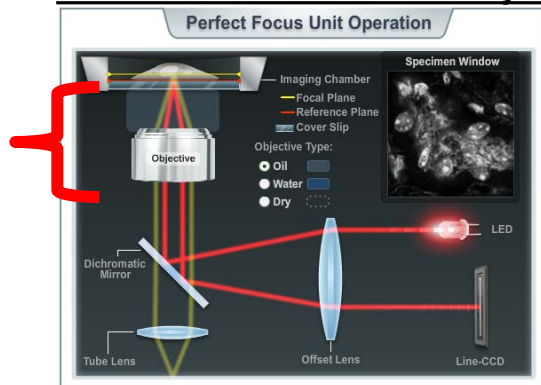 Perfect Focus Unit Operation
Specimen Window
Imaging Chamber
Focal Plane
Reference Plane
Cover Slip
Objective
Objective Type:
Oil
Water
Dry
LED
Dichromatic
Mirror
Tube Lens
Offset Lens
Line-CCD